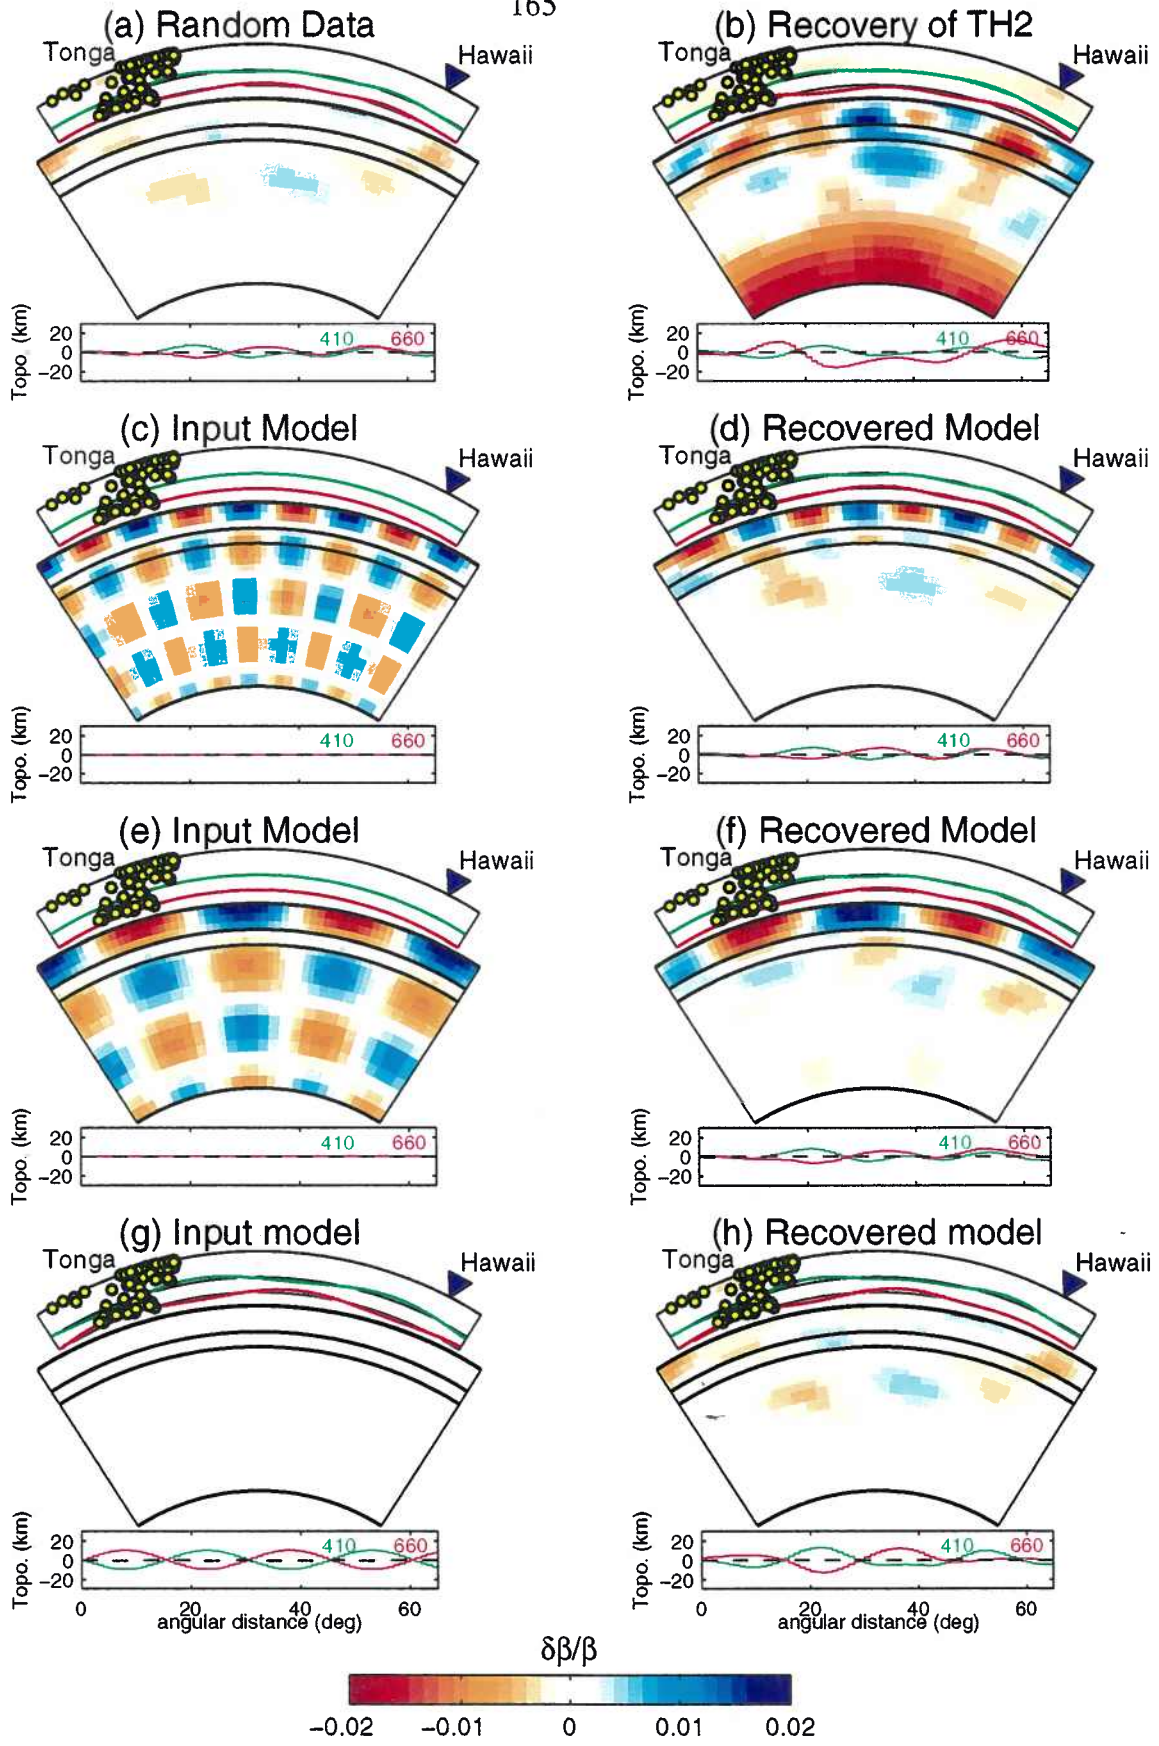 165
(a) Random Data
(b) Recovery of TH2
Tonga
Hawaii
Tonga
Hawaii
Topo. (km)
20
0
−20
410
660
Topo. (km)
20
0
−20
410
660
(c) Input Model
(d) Recovered Model
Tonga
Hawaii
Tonga
Hawaii
Topo. (km)
20
0
−20
410
660
Topo. (km)
20
0
−20
410
660
(e) Input Model
(f) Recovered Model
Tonga
Hawaii
Tonga
Hawaii
Topo. (km)
20
0
−20
410
660
Topo. (km)
20
0
−20
410
660
(g) Input model
(h) Recovered model
Tonga
Hawaii
Tonga
Hawaii
Topo. (km)
20
0
−20
410
660
0 20 40 60
angular distance (deg)
Topo. (km)
20
0
−20
410
660
0 20 40 60
angular distance (deg)
δβ/β
−0.02 −0.01 0 0.01 0.02